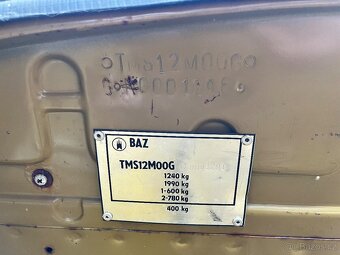 TMS12M00G
BAZ
TMS12M00G
1240 kg
1990 kg
1-600 kg
2-780 kg
400 kg